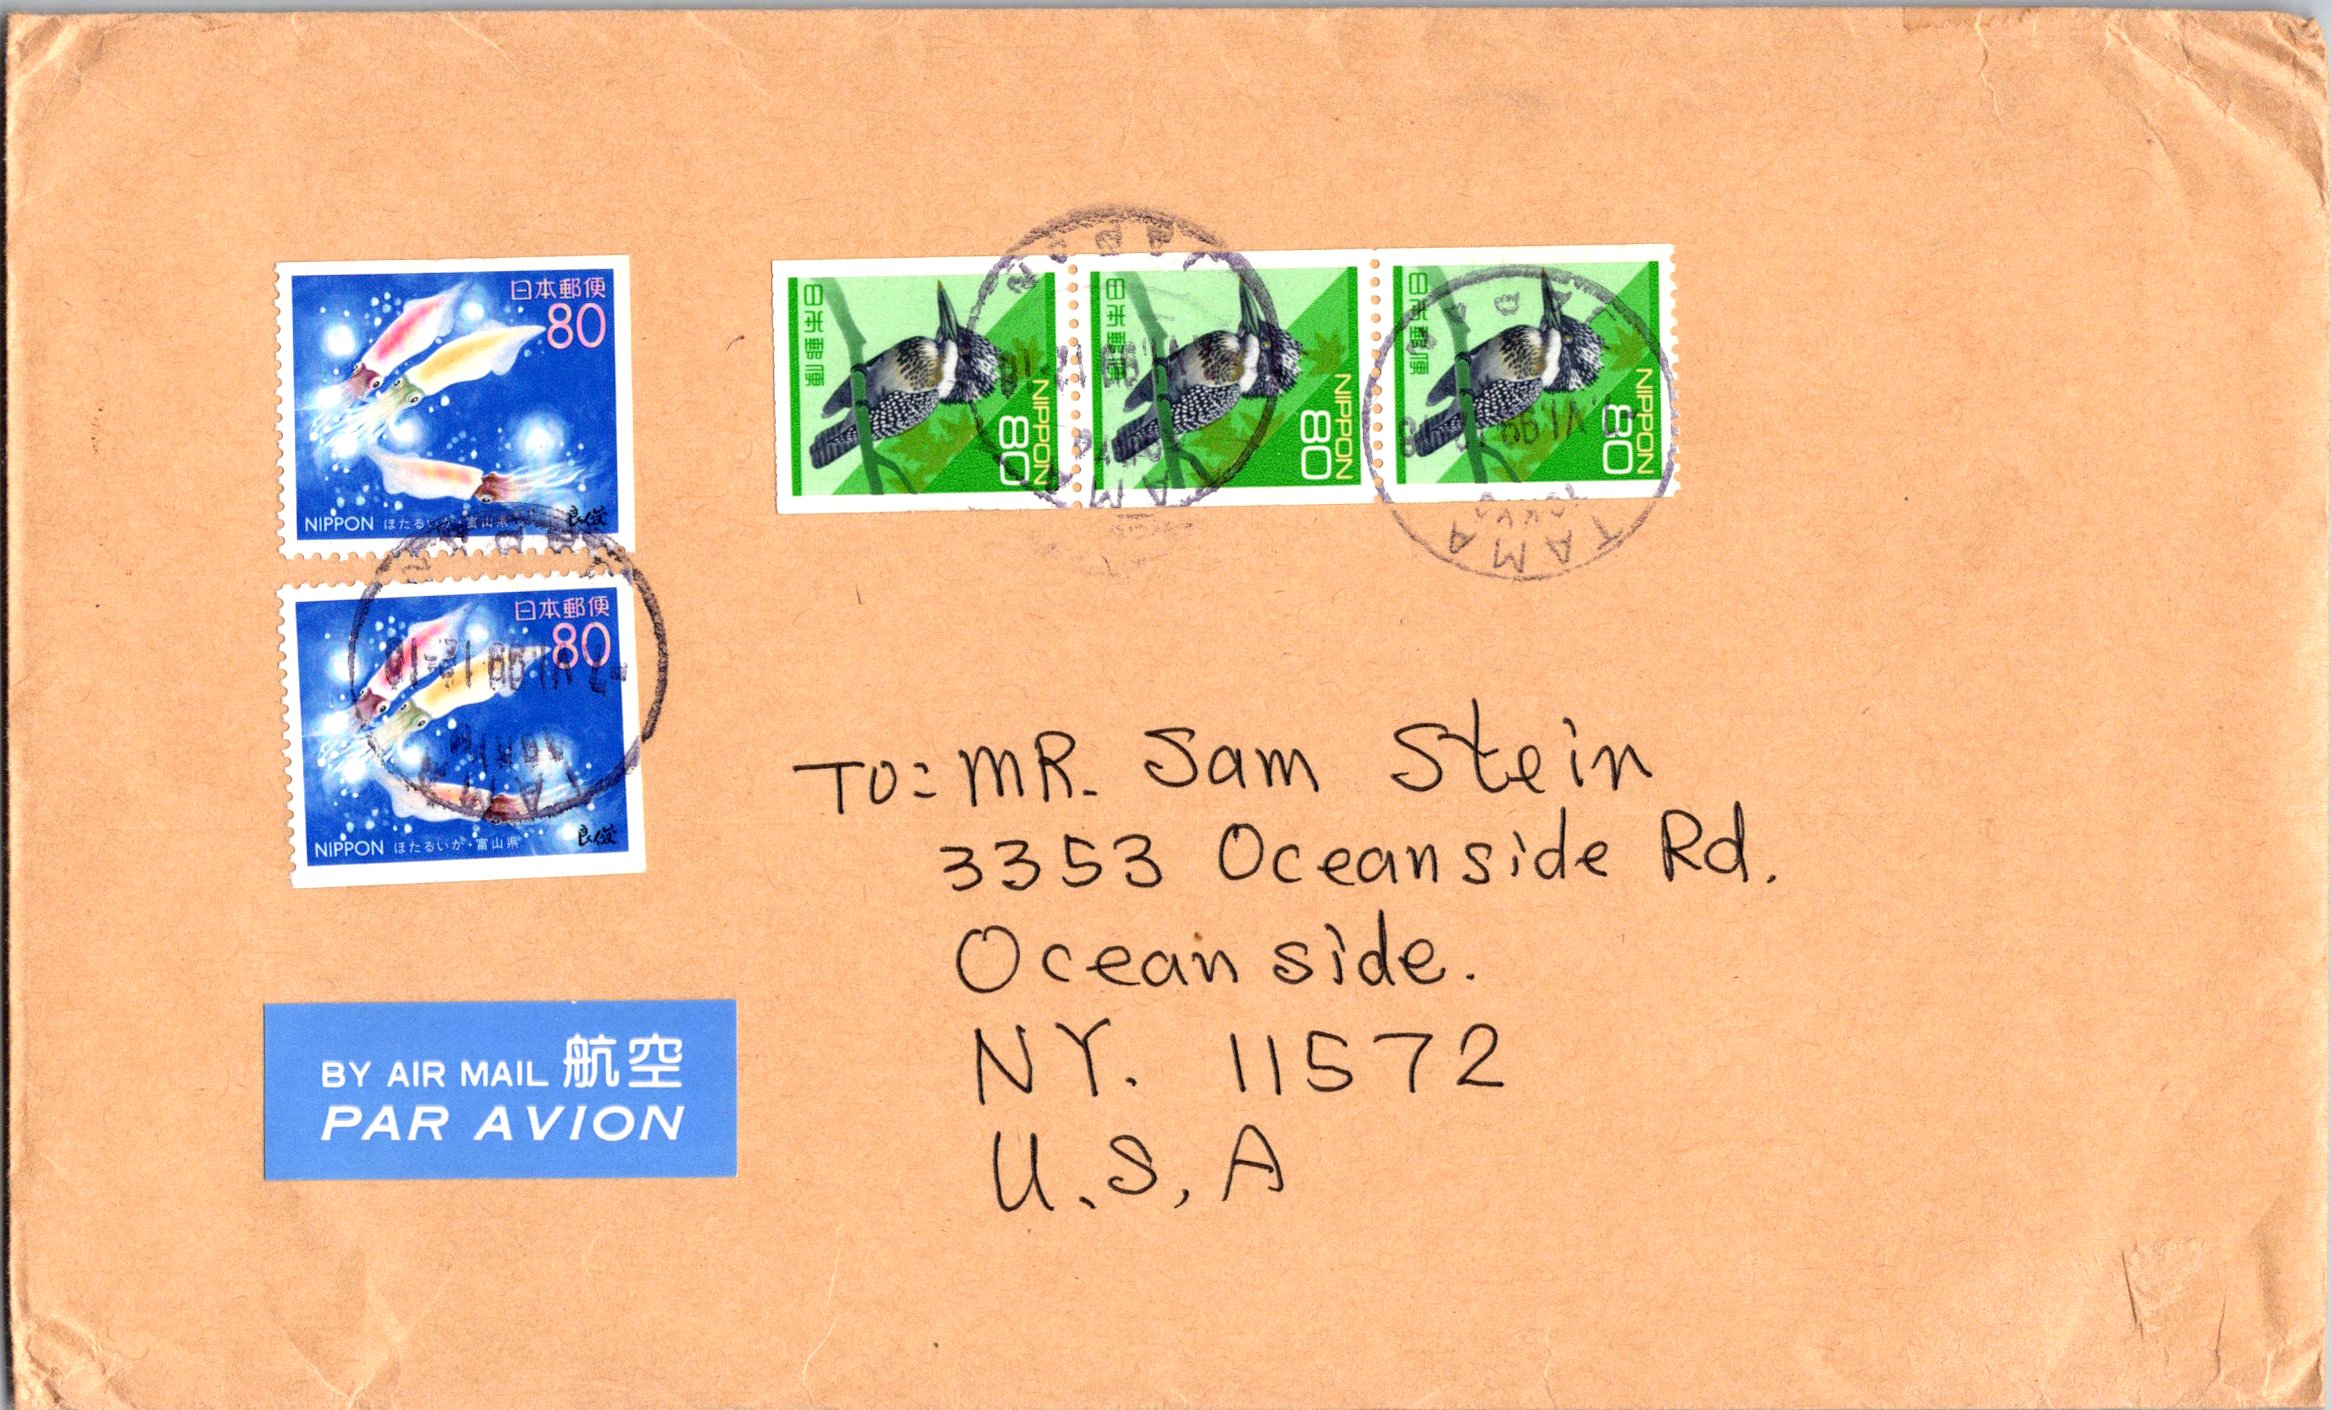 日本郵便
80
NIPPON ほたるいか・富山県
良俊
日本郵便
80
NIPPON ほたるいか・富山県
良俊
日本郵便
NIPPON
80
日本郵便
NIPPON
80
日本郵便
NIPPON
80
TAMA
TOKYO
TO: MR. Sam Stein
3353 Oceanside Rd.
Oceanside.
NY. 11572
U.S,A
BY AIR MAIL 航空
PAR AVION